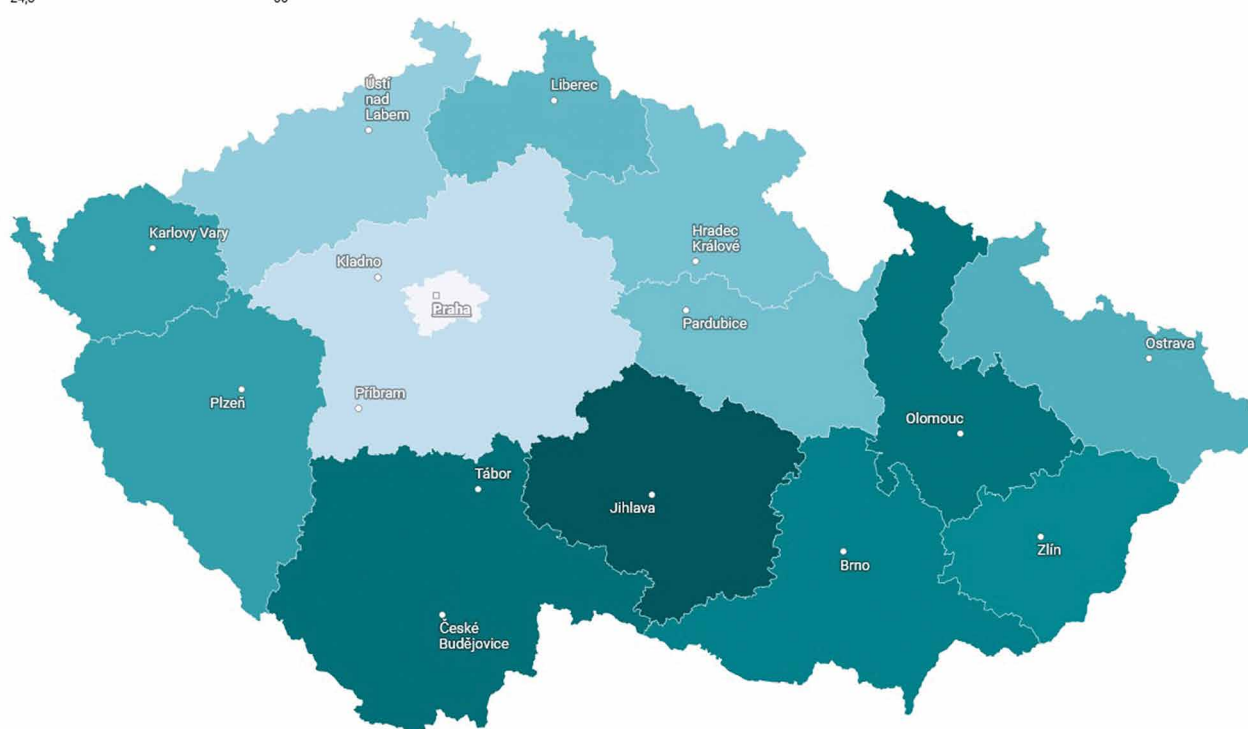 Ústí
nad
Labem
Liberec
Karlovy Vary
Hradec
Králové
Kladno
Praha
Pardubice
Ostrava
Plzeň
Příbram
Olomouc
Tábor
Jihlava
Zlín
Brno
České
Budějovice